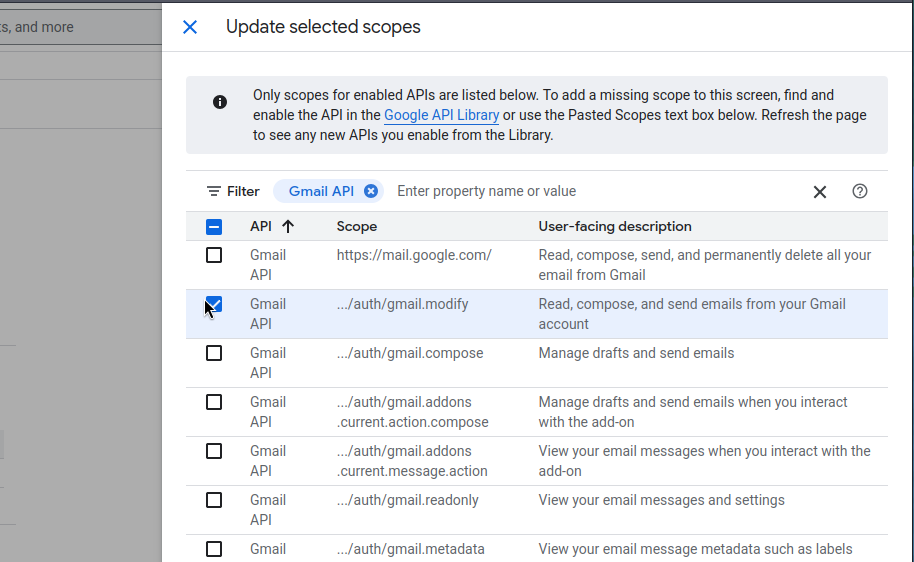 ts, and more
Update selected scopes
Only scopes for enabled APIs are listed below. To add a missing scope to this screen, find and
enable the API in the Google API Library or use the Pasted Scopes text box below. Refresh the page
to see any new APIs you enable from the Library.
Filter Gmail API Enter property name or value
API Scope User-facing description
Gmail https://mail.google.com/ Read, compose, send, and permanently delete all your
API email from Gmail
Gmail .../auth/gmail.modify Read, compose, and send emails from your Gmail
API account
Gmail .../auth/gmail.compose Manage drafts and send emails
API
Gmail .../auth/gmail.addons Manage drafts and send emails when you interact
API .current.action.compose with the add-on
Gmail .../auth/gmail.addons View your email messages when you interact with the
API .current.message.action add-on
Gmail .../auth/gmail.readonly View your email messages and settings
API
Gmail .../auth/gmail.metadata View your email message metadata such as labels